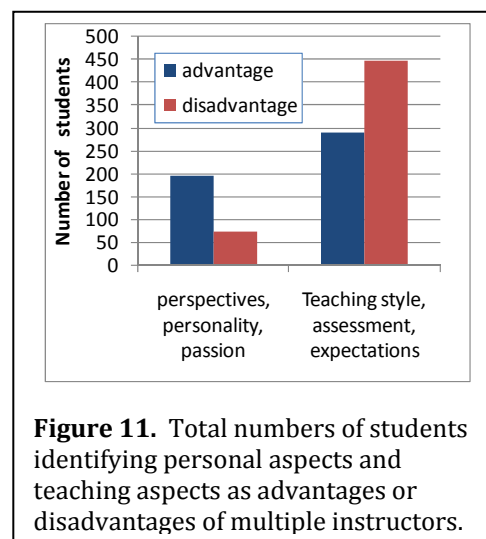 500
450
400
350
300
250
200
150
100
50
0
Number of students
advantage
disadvantage
perspectives,
personality,
passion
Teaching style,
assessment,
expectations
Figure 11. Total numbers of students
identifying personal aspects and
teaching aspects as advantages or
disadvantages of multiple instructors.